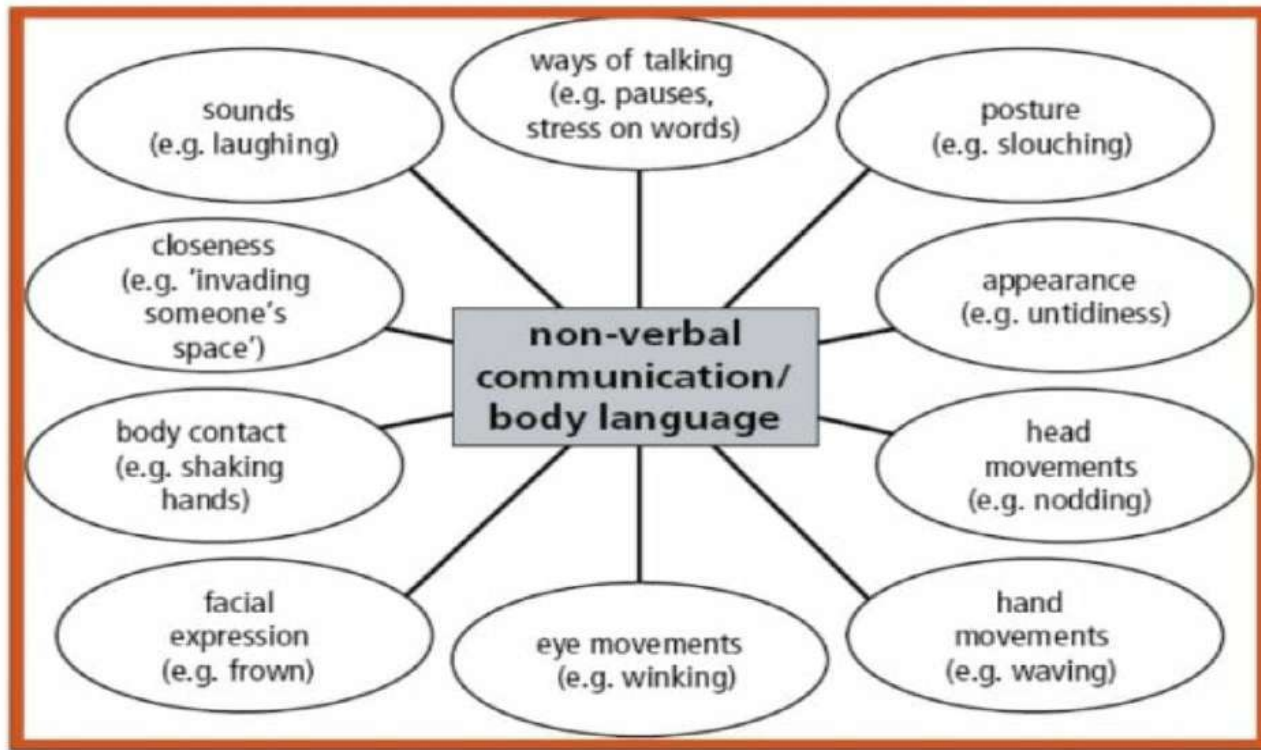 ways of talking
(e.g. pauses,
stress on words)
sounds
(e.g. laughing)
posture
(e.g. slouching)
closeness
(e.g. 'invading
someone's
space')
appearance
(e.g. untidiness)
non-verbal
communication/
body language
body contact
(e.g. shaking
hands)
head
movements
(e.g. nodding)
facial
expression
(e.g. frown)
eye movements
(e.g. winking)
hand
movements
(e.g. waving)